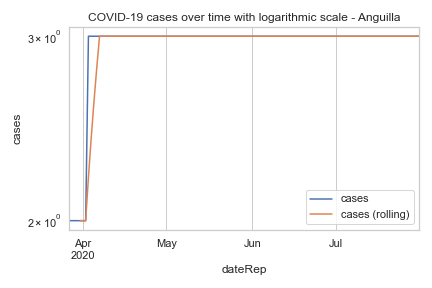 COVID-19 cases over time with logarithmic scale - Anguilla
3 × 10⁰
cases
2 × 10⁰
cases
cases (rolling)
Apr May Jun Jul
2020
dateRep